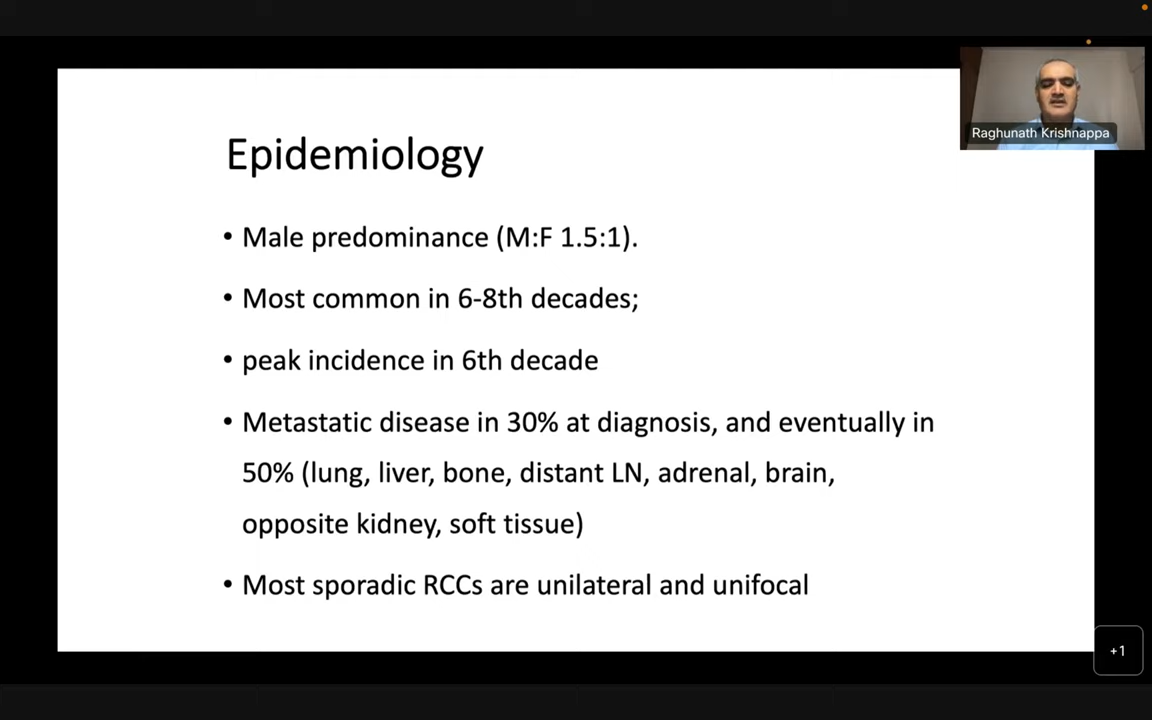 Epidemiology
Raghunath Krishnappa
• Male predominance (M:F 1.5:1).
• Most common in 6-8th decades;
• peak incidence in 6th decade
• Metastatic disease in 30% at diagnosis, and eventually in
50% (lung, liver, bone, distant LN, adrenal, brain,
opposite kidney, soft tissue)
• Most sporadic RCCs are unilateral and unifocal
+1